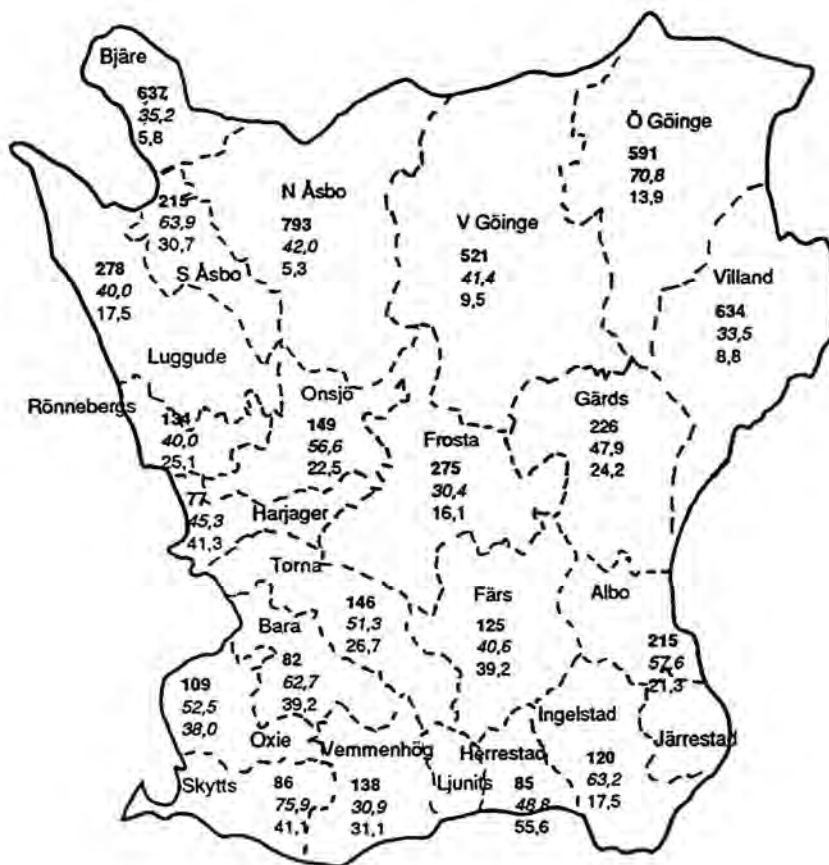 Bjäre
637
35,2
5,8
Ö Göinge
591
70,8
13,9
N Åsbo
793
42,0
5,3
215
63,9
30,7
S Åsbo
V Göinge
521
41,4
9,5
Villand
634
33,5
8,8
278
40,0
17,5
Luggude
Rönnebergs
134
40,0
25,1
Onsjö
149
56,6
22,5
Gärds
226
47,9
24,2
Frosta
275
30,4
16,1
77
45,3
41,3
Harjager
Torna
146
51,3
26,7
Färs
125
40,6
39,2
Albo
215
57,6
21,3
Bara
82
62,7
39,2
109
52,5
38,0
Oxie
Ingelstad
120
63,2
17,5
Järrestad
Vemmenhög
138
30,9
31,1
Herrestad
85
48,8
55,6
Ljunits
Skytts
86
75,9
41,1